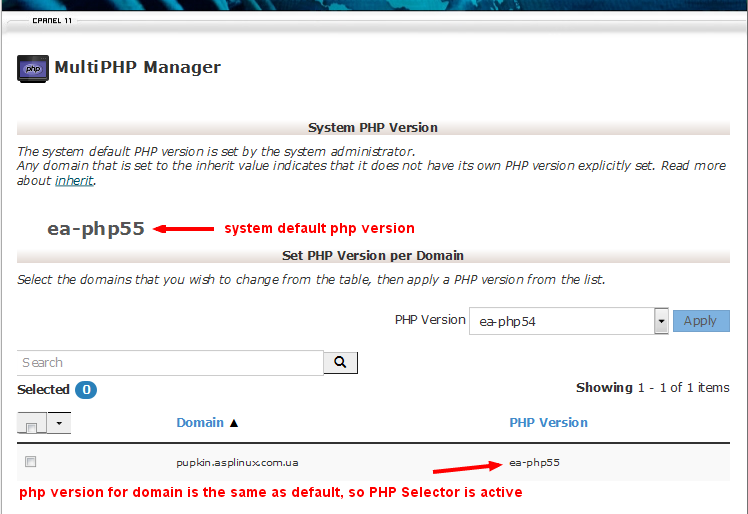 CPANEL 11
php
MultiPHP Manager
System PHP Version
The system default PHP version is set by the system administrator.
Any domain that is set to the inherit value indicates that it does not have its own PHP version explicitly set. Read more
about inherit.
ea-php55
system default php version
Set PHP Version per Domain
Select the domains that you wish to change from the table, then apply a PHP version from the list.
PHP Version ea-php54 Apply
Search
Selected 0
Showing 1 - 1 of 1 items
Domain ▲ PHP Version
pupkin.asplinux.com.ua ea-php55
php version for domain is the same as default, so PHP Selector is active